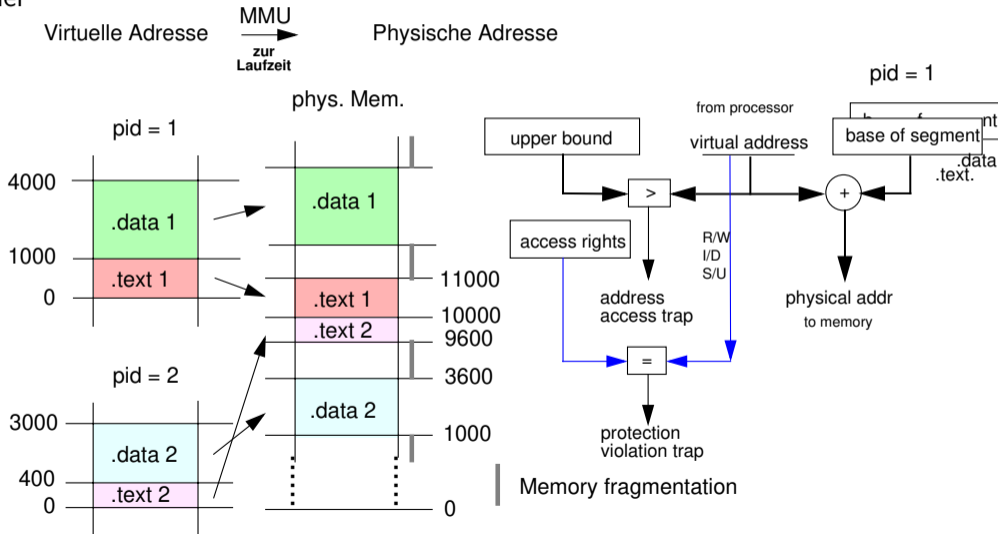 Virtuelle Adresse
MMU
zur
Laufzeit
Physische Adresse
phys. Mem.
pid = 1
4000
.data 1
1000
.text 1
0
pid = 2
3000
.data 2
400
.text 2
0
.data 1
11000
.text 1
10000
.text 2
9600
3600
.data 2
1000
0
pid = 1
from processor
upper bound
virtual address
base of segment
.data
.text.
>
+
access rights
R/W
I/D
S/U
address
access trap
physical addr
to memory
=
protection
violation trap
Memory fragmentation